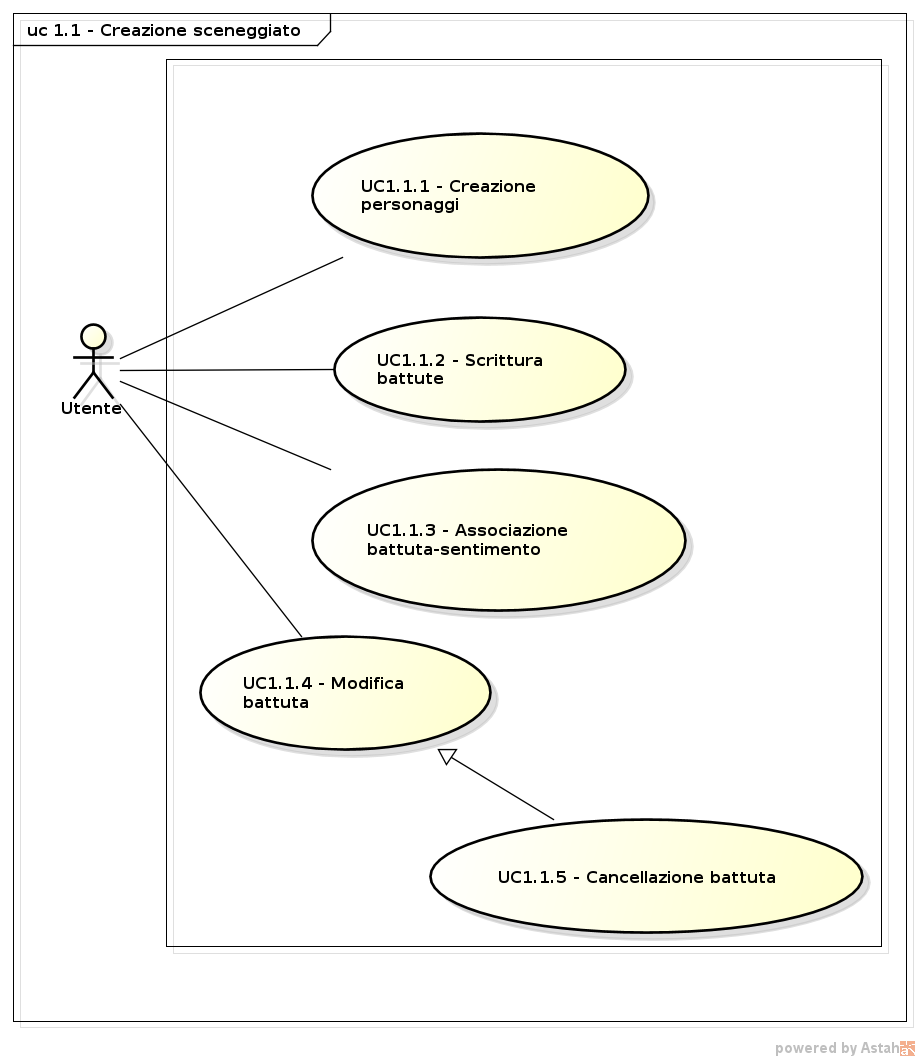 uc 1.1 - Creazione sceneggiato
UC1.1.1 - Creazione
personaggi
UC1.1.2 - Scrittura
battute
Utente
UC1.1.3 - Associazione
battuta-sentimento
UC1.1.4 - Modifica
battuta
UC1.1.5 - Cancellazione battuta
powered by Astah